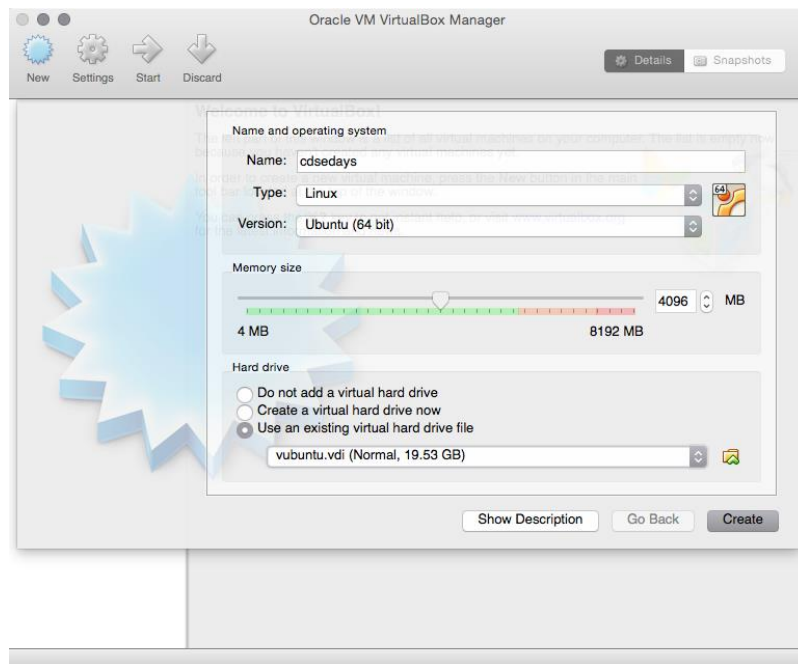 Oracle VM VirtualBox Manager
New Settings Start Discard
Details Snapshots
Welcome to VirtualBox!
Name and operating system
Name: cdsedays
Type: Linux
64
Version: Ubuntu (64 bit)
Memory size
4096 MB
4 MB 8192 MB
Hard drive
Do not add a virtual hard drive
Create a virtual hard drive now
Use an existing virtual hard drive file
vubuntu.vdi (Normal, 19.53 GB)
Show Description Go Back Create